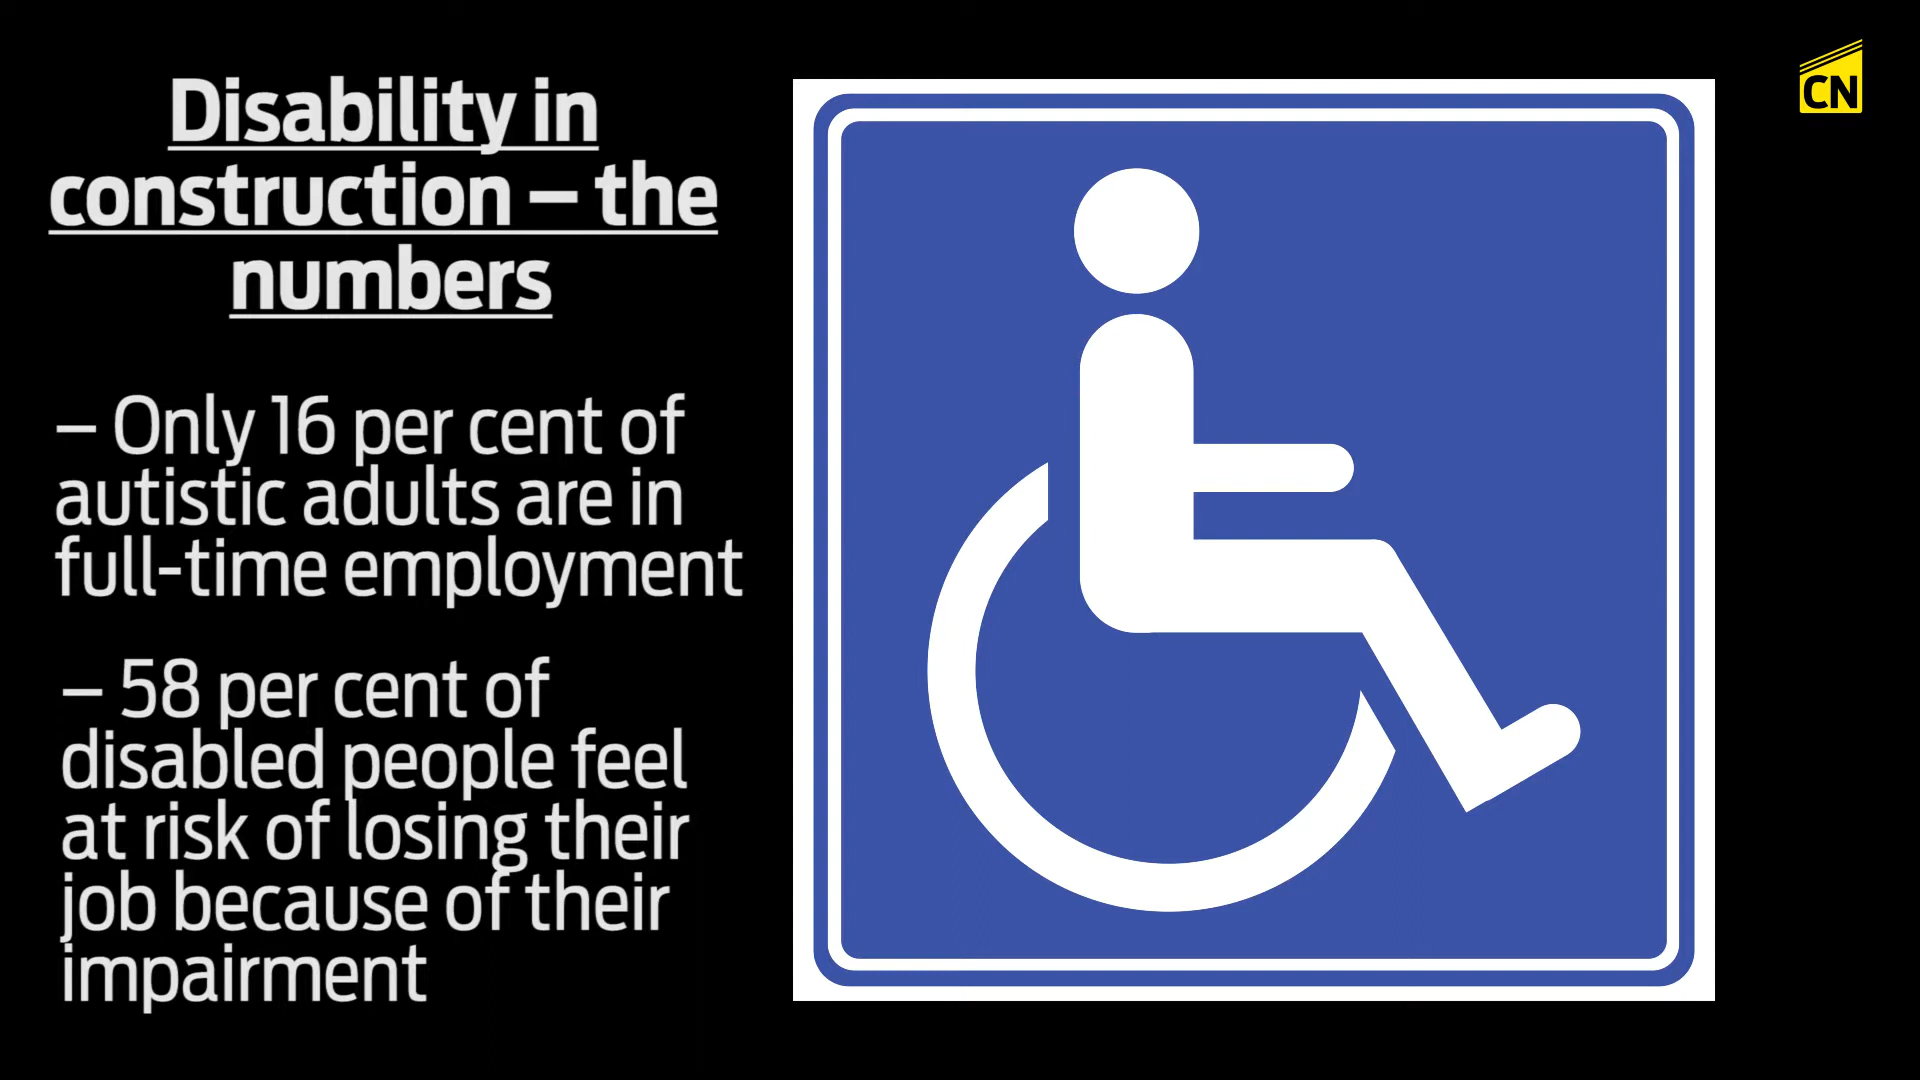 Disability in
construction – the
numbers
– Only 16 per cent of
autistic adults are in
full-time employment
– 58 per cent of
disabled people feel
at risk of losing their
job because of their
impairment
CN